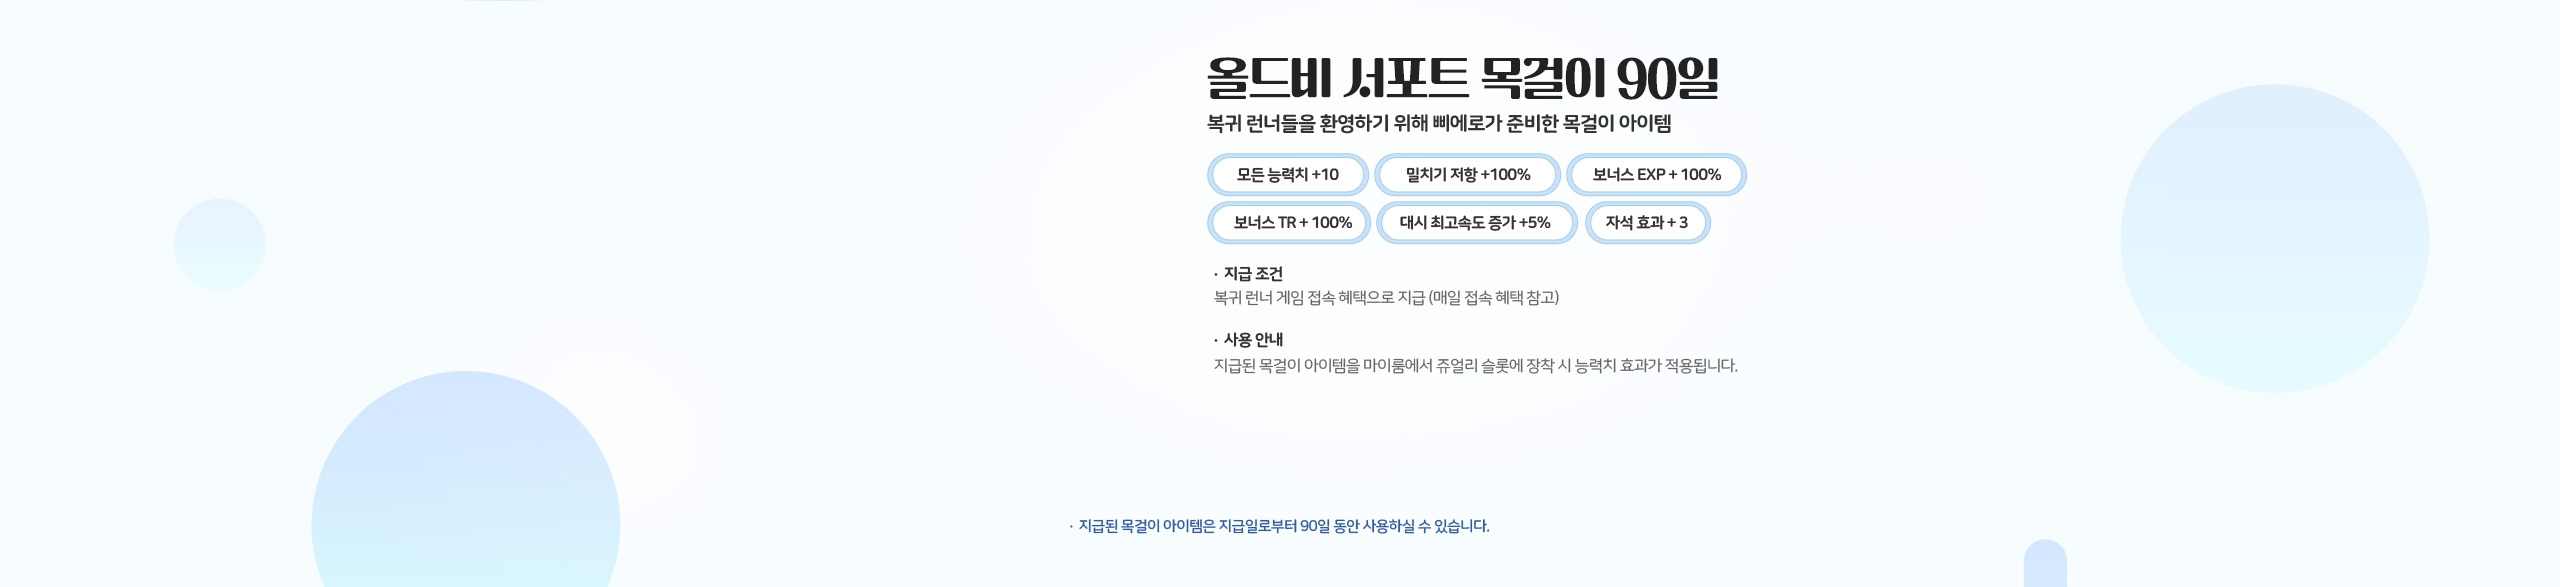 올드비 서포트 목걸이 90일
복귀 런너들을 환영하기 위해 삐에로가 준비한 목걸이 아이템
모든 능력치 +10 밀치기 저항 +100% 보너스 EXP + 100%
보너스 TR + 100% 대시 최고속도 증가 +5% 자석 효과 + 3
· 지급 조건
복귀 런너 게임 접속 혜택으로 지급 (매일 접속 혜택 참고)
· 사용 안내
지급된 목걸이 아이템을 마이룸에서 쥬얼리 슬롯에 장착 시 능력치 효과가 적용됩니다.
· 지급된 목걸이 아이템은 지급일로부터 90일 동안 사용하실 수 있습니다.